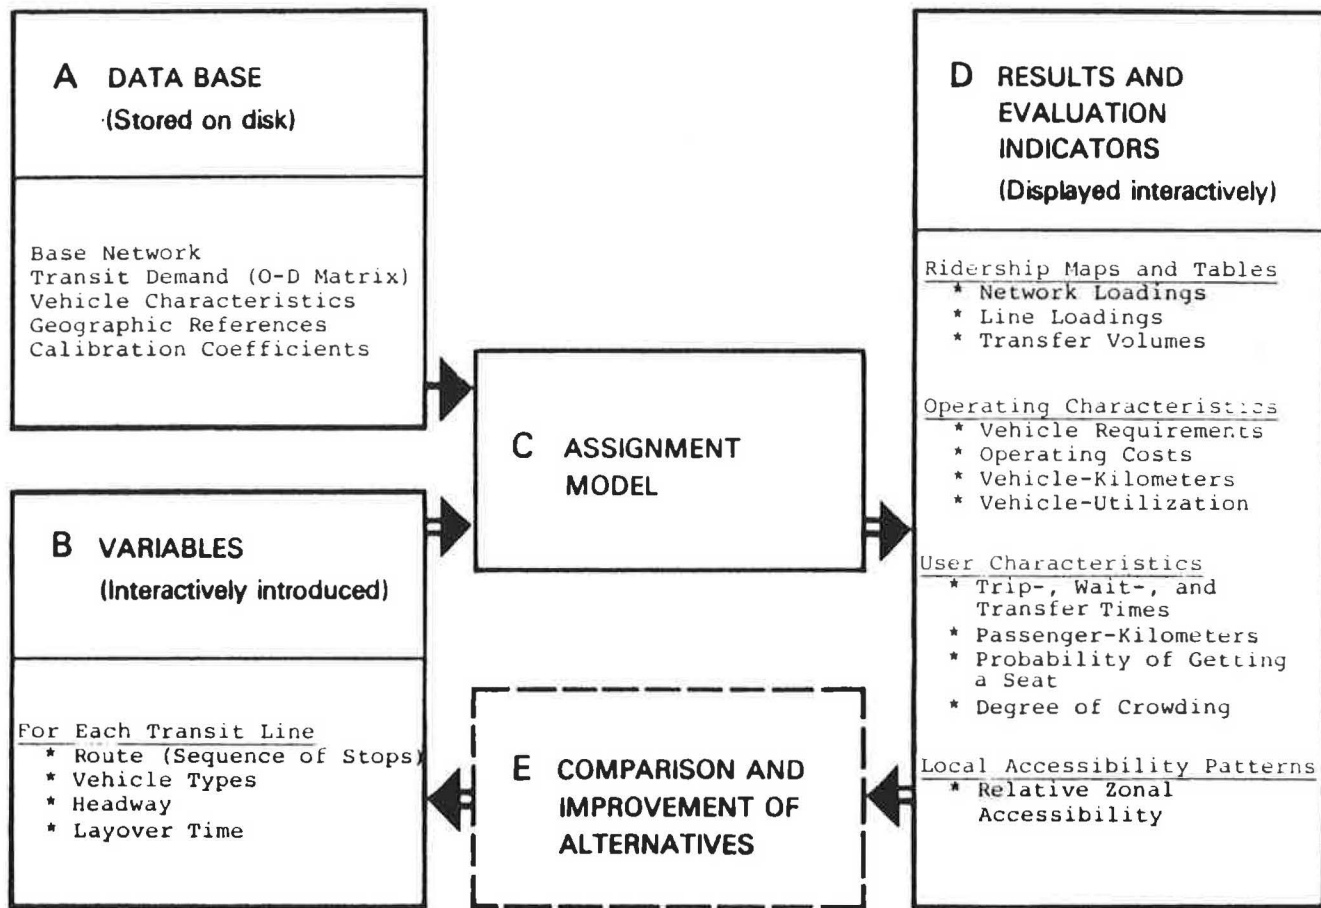 A DATA BASE
(Stored on disk)
Base Network
Transit Demand (O-D Matrix)
Vehicle Characteristics
Geographic References
Calibration Coefficients
B VARIABLES
(Interactively introduced)
For Each Transit Line
* Route (Sequence of Stops)
* Vehicle Types
* Headway
* Layover Time
C ASSIGNMENT
MODEL
D RESULTS AND
EVALUATION
INDICATORS
(Displayed interactively)
Ridership Maps and Tables
* Network Loadings
* Line Loadings
* Transfer Volumes
Operating Characteristics
* Vehicle Requirements
* Operating Costs
* Vehicle-Kilometers
* Vehicle-Utilization
User Characteristics
* Trip-, Wait-, and
Transfer Times
* Passenger-Kilometers
* Probability of Getting
a Seat
* Degree of Crowding
Local Accessibility Patterns
* Relative Zonal
Accessibility
E COMPARISON AND
IMPROVEMENT OF
ALTERNATIVES